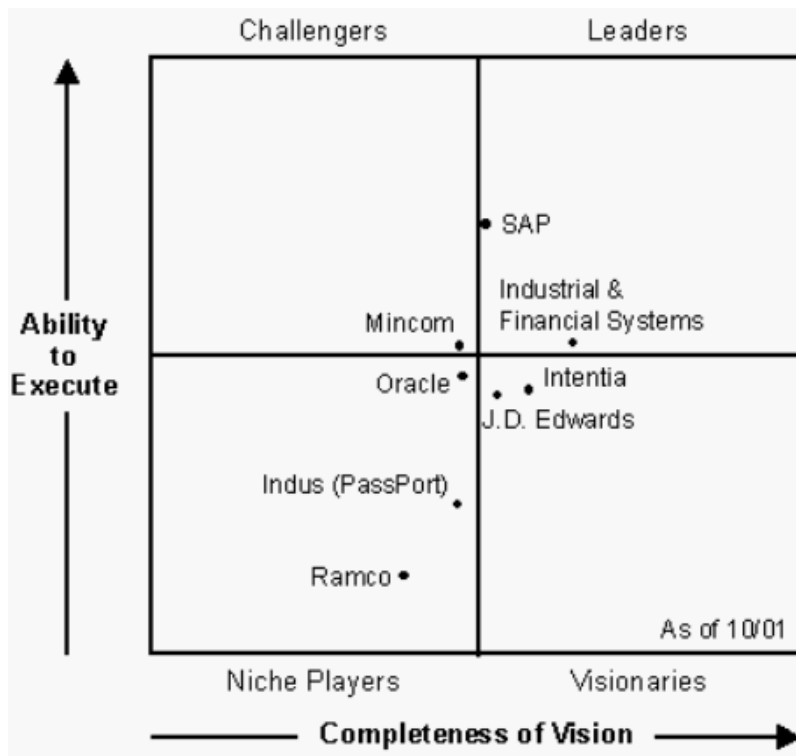 Challengers
Leaders
SAP
Industrial &
Financial Systems
Mincom
Ability
to
Execute
Oracle
Intentia
J.D. Edwards
Indus (PassPort)
Ramco
As of 10/01
Niche Players
Visionaries
Completeness of Vision